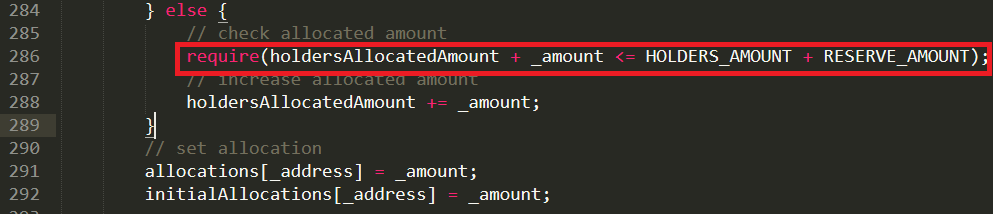 284 } else {
285 // check allocated amount
286 require(holdersAllocatedAmount + _amount <= HOLDERS_AMOUNT + RESERVE_AMOUNT);
287 // increase allocated amount
288 holdersAllocatedAmount += _amount;
289 }
290 // set allocation
291 allocations[_address] = _amount;
292 initialAllocations[_address] = _amount;
293